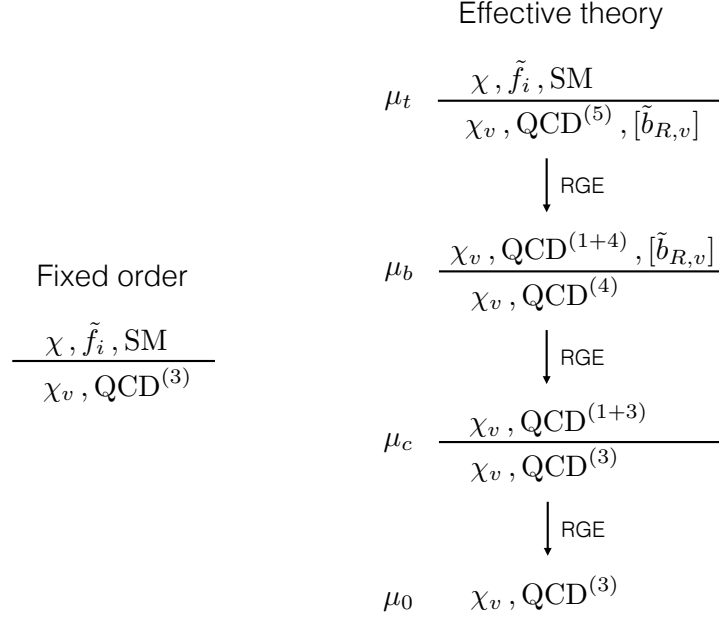 Effective theory
μ_t χ , f̃_i , SM
χ_v , QCD^(5) , [b̃_{R,v}]
RGE
μ_b χ_v , QCD^(1+4) , [b̃_{R,v}]
χ_v , QCD^(4)
RGE
μ_c χ_v , QCD^(1+3)
χ_v , QCD^(3)
RGE
μ_0 χ_v , QCD^(3)
Fixed order
χ , f̃_i , SM
χ_v , QCD^(3)